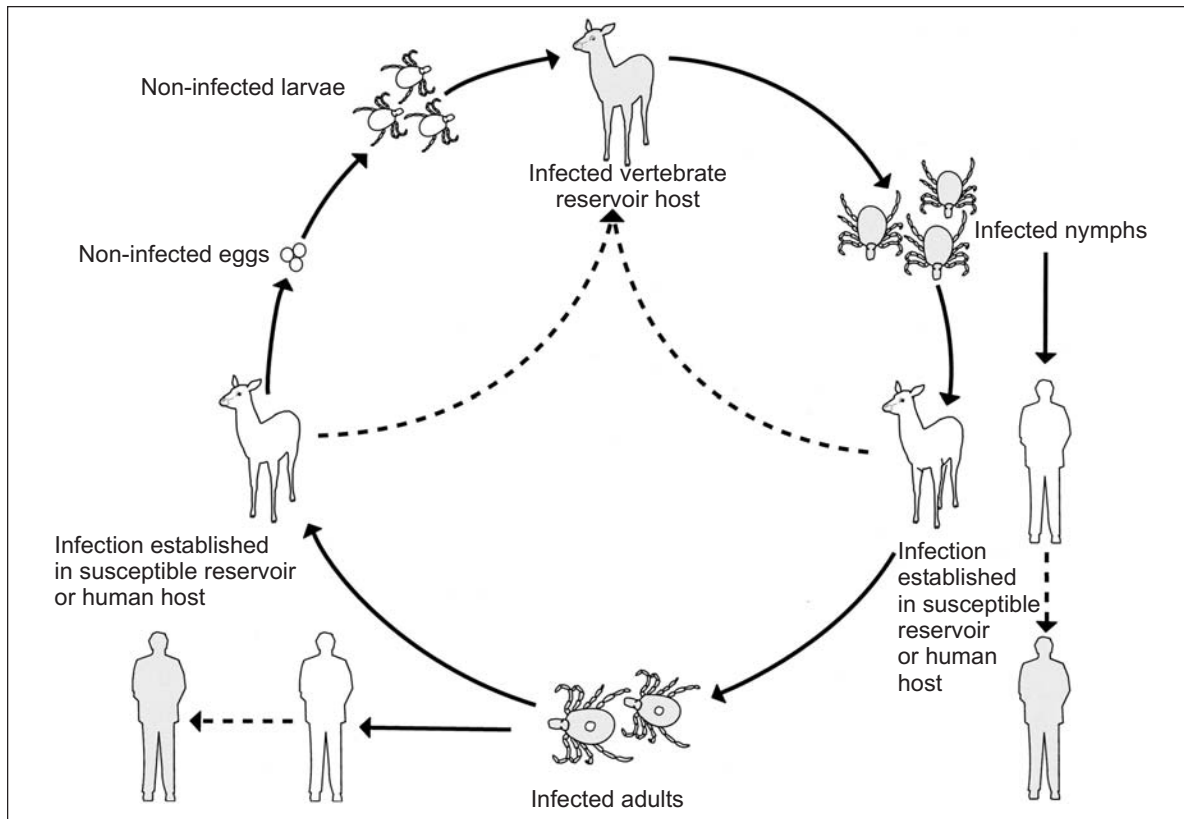 Non-infected larvae
Infected vertebrate
reservoir host
Infected nymphs
Non-infected eggs
Infection established
in susceptible reservoir
or human host
Infection
established
in susceptible
reservoir
or human
host
Infected adults